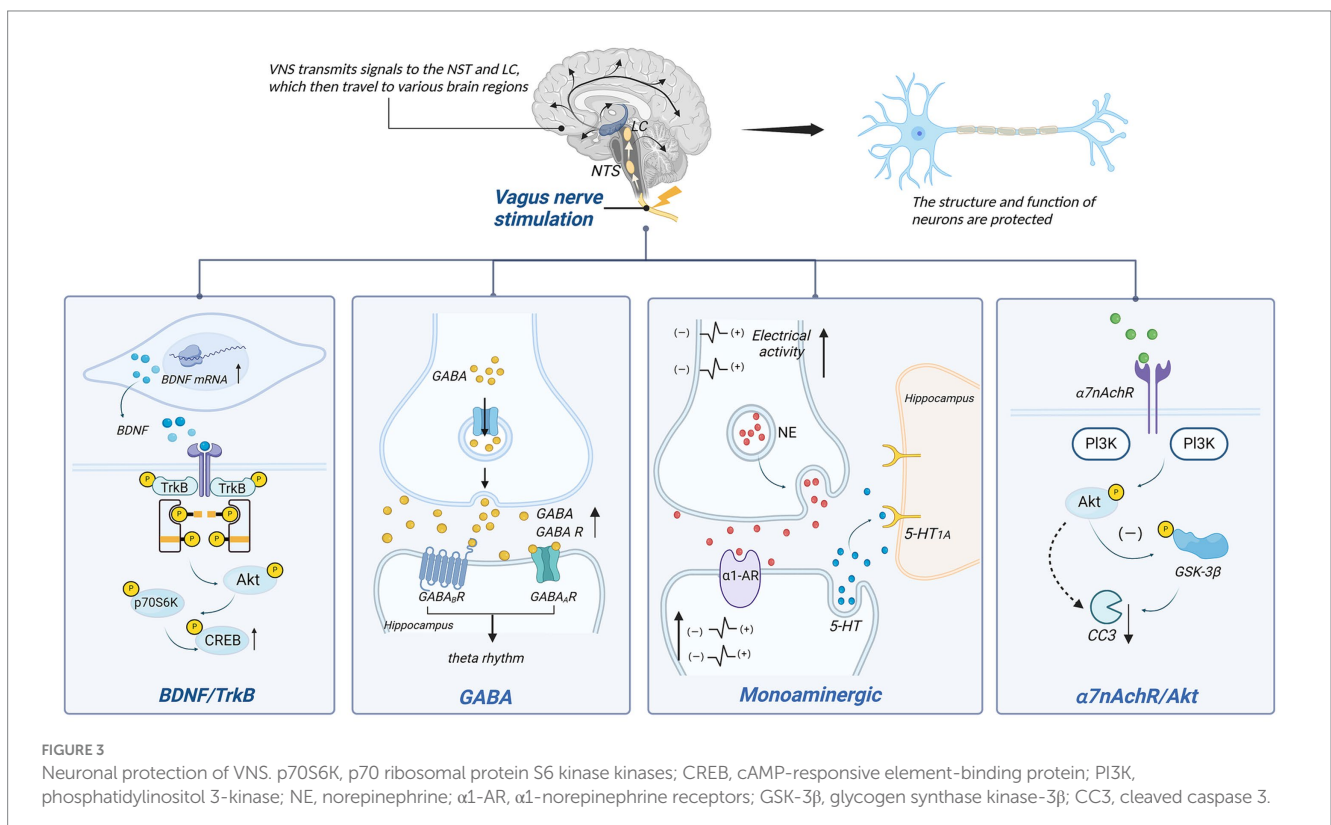 VNS transmits signals to the NST and LC,
which then travel to various brain regions
LC
NTS
Vagus nerve
stimulation
The structure and function of
neurons are protected
BDNF mRNA
BDNF
P
P
TrkB
TrkB
P
P
P
P
P
Akt
P
p70S6K
P
CREB
BDNF/TrkB
GABA
GABA
GABA R
GABABR
GABAAR
Hippocampus
theta rhythm
GABA
(−) (+)
Electrical
activity
(−) (+)
NE
Hippocampus
5-HT1A
α1-AR
5-HT
(−) (+)
(−) (+)
Monoaminergic
α7nAchR
PI3K
PI3K
P
Akt
(−)
P
GSK-3β
CC3
α7nAchR/Akt
FIGURE 3
Neuronal protection of VNS. p70S6K, p70 ribosomal protein S6 kinase kinases; CREB, cAMP-responsive element-binding protein; PI3K,
phosphatidylinositol 3-kinase; NE, norepinephrine; α1-AR, α1-norepinephrine receptors; GSK-3β, glycogen synthase kinase-3β; CC3, cleaved caspase 3.